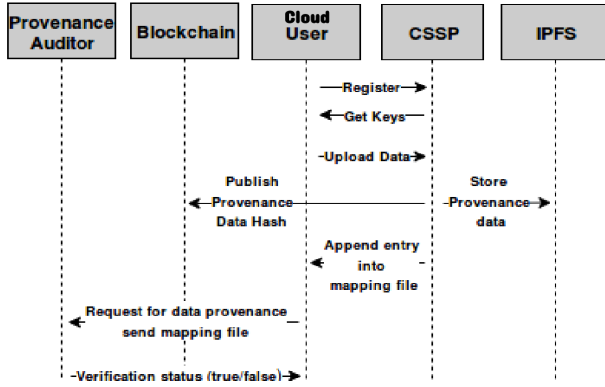 Provenance
Auditor
Blockchain
Cloud
User
CSSP
IPFS
Register
Get Keys
Upload Data
Publish
Provenance
Data Hash
Store
Provenance
data
Append entry
into
mapping file
Request for data provenance
send mapping file
Verification status (true/false)